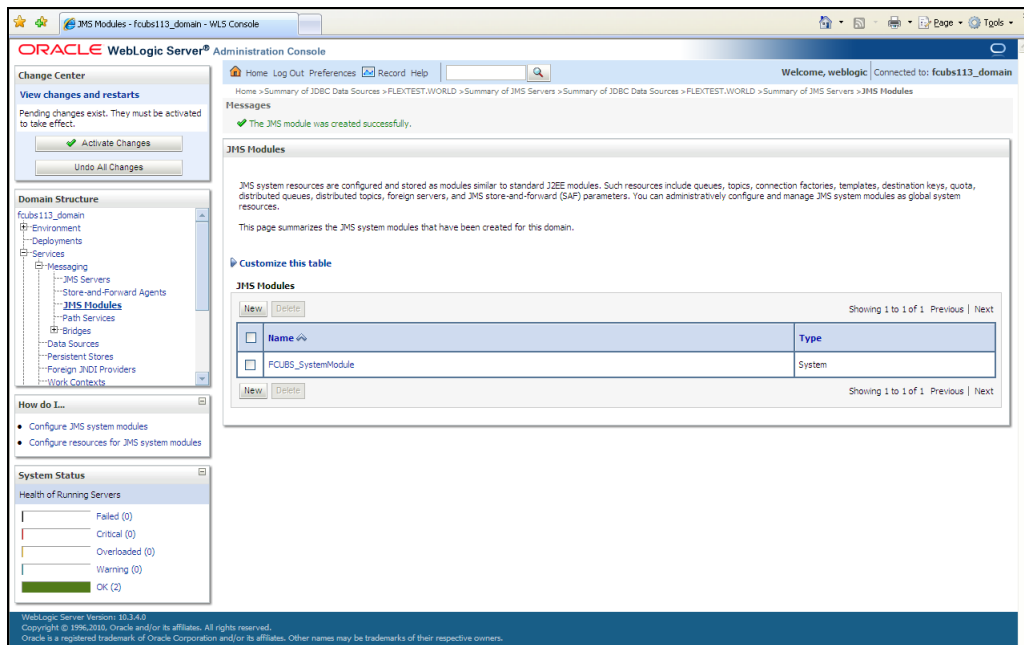 JMS Modules - fcubs113_domain - WLS Console
Page
Tools
ORACLE WebLogic Server® Administration Console
Change Center
View changes and restarts
Pending changes exist. They must be activated
to take effect.
Activate Changes
Undo All Changes
Domain Structure
fcubs113_domain
Environment
Deployments
Services
Messaging
JMS Servers
Store-and-Forward Agents
JMS Modules
Path Services
Bridges
Data Sources
Persistent Stores
Foreign JNDI Providers
Work Contexts
How do I...
Configure JMS system modules
Configure resources for JMS system modules
System Status
Health of Running Servers
Failed (0)
Critical (0)
Overloaded (0)
Warning (0)
OK (2)
Home Log Out Preferences Record Help
Welcome, weblogic Connected to: fcubs113_domain
Home >Summary of JDBC Data Sources >FLEXTEST.WORLD >Summary of JMS Servers >Summary of JDBC Data Sources >FLEXTEST.WORLD >Summary of JMS Servers >JMS Modules
Messages
The JMS module was created successfully.
JMS Modules
JMS system resources are configured and stored as modules similar to standard J2EE modules. Such resources include queues, topics, connection factories, templates, destination keys, quota,
distributed queues, distributed topics, foreign servers, and JMS store-and-forward (SAF) parameters. You can administratively configure and manage JMS system modules as global system
resources.
This page summarizes the JMS system modules that have been created for this domain.
Customize this table
JMS Modules
New Delete Showing 1 to 1 of 1 Previous | Next
Name Type
FCUBS_SystemModule System
New Delete Showing 1 to 1 of 1 Previous | Next
WebLogic Server Version: 10.3.4.0
Copyright © 1996,2010, Oracle and/or its affiliates. All rights reserved.
Oracle is a registered trademark of Oracle Corporation and/or its affiliates. Other names may be trademarks of their respective owners.